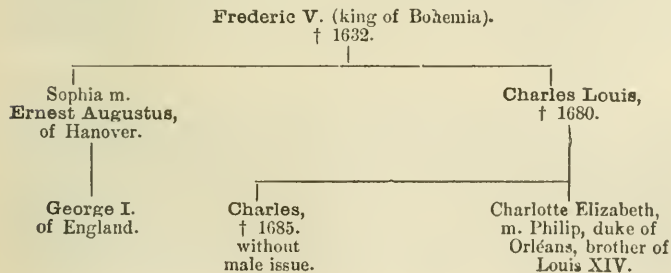 Frederic V. (king of Bohemia).
† 1632.
Sophia m.
Ernest Augustus,
of Hanover.
Charles Louis,
† 1680.
George I.
of England.
Charles,
† 1685.
without
male issue.
Charlotte Elizabeth,
m. Philip, duke of
Orléans, brother of
Louis XIV.